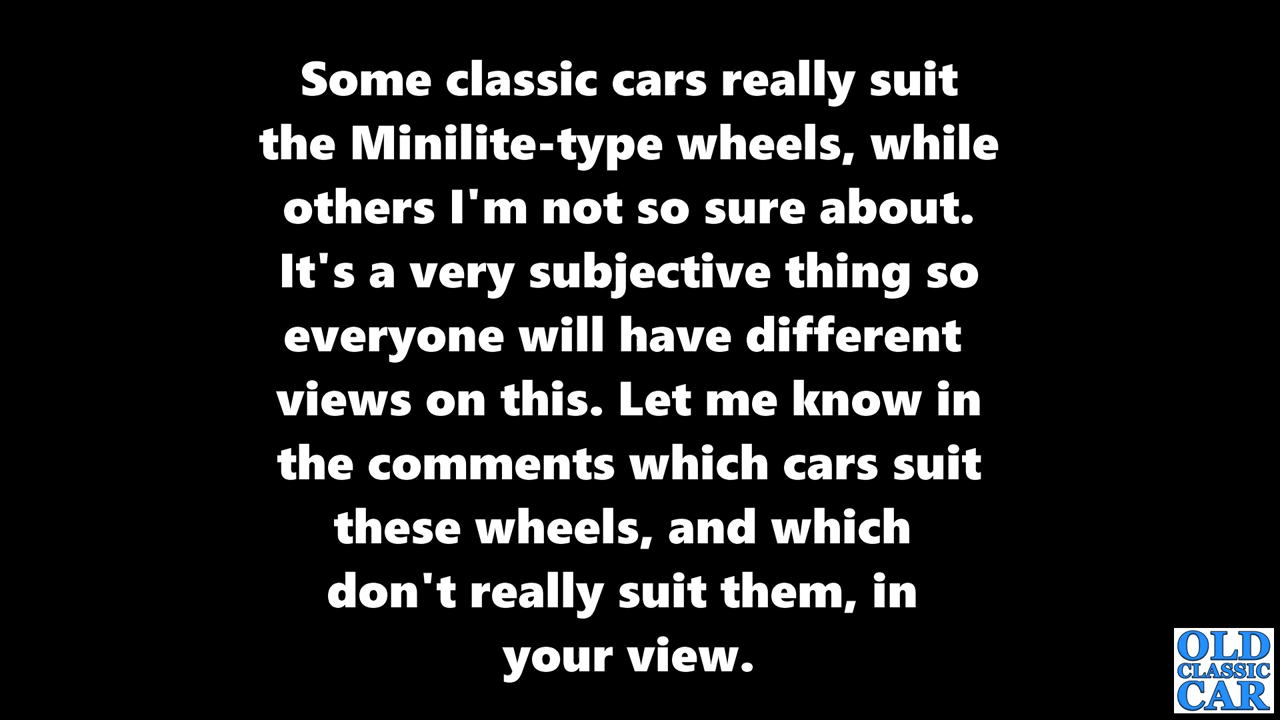 Some classic cars really suit
the Minilite-type wheels, while
others I'm not so sure about.
It's a very subjective thing so
everyone will have different
views on this. Let me know in
the comments which cars suit
these wheels, and which
don't really suit them, in
your view.
OLD
CLASSIC
CAR